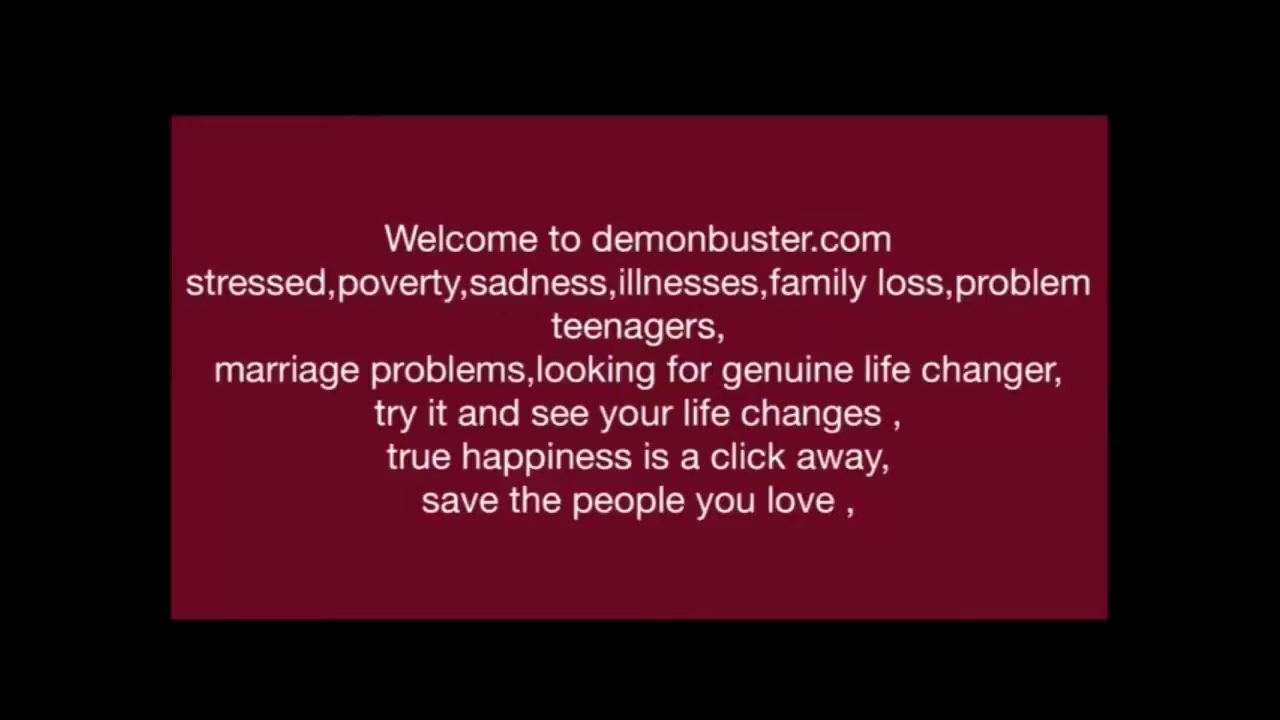 Welcome to demonbuster.com
stressed,poverty,sadness,illnesses,family loss,problem
teenagers,
marriage problems,looking for genuine life changer,
try it and see your life changes ,
true happiness is a click away,
save the people you love ,